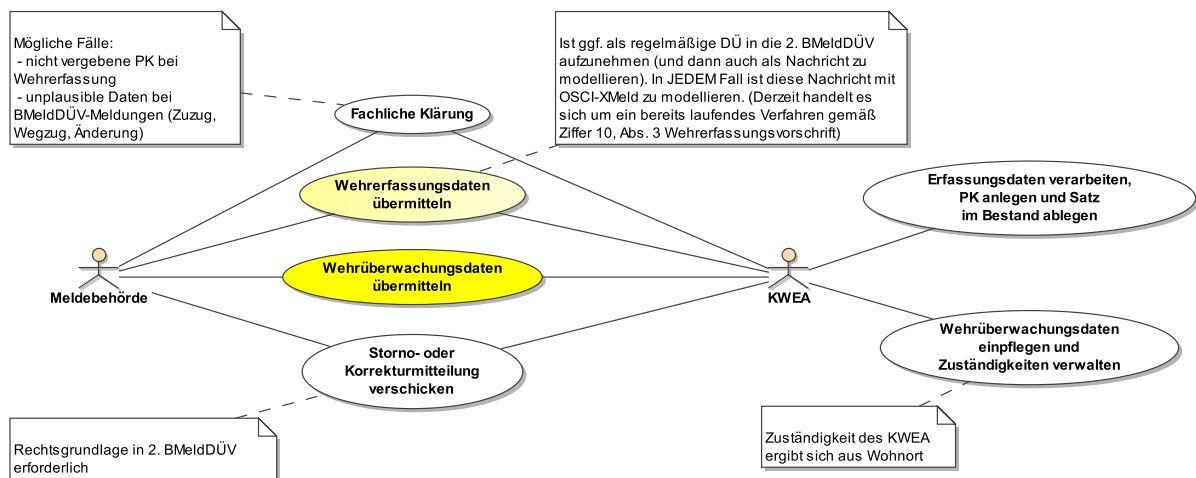 Mögliche Fälle:
- nicht vergebene PK bei
Wehrerfassung
- unplausible Daten bei
BMeldDÜV-Meldungen (Zuzug,
Wegzug, Änderung)
Ist ggf. als regelmäßige DÜ in die 2. BMeldDÜV
aufzunehmen (und dann auch als Nachricht zu
modellieren). In JEDEM Fall ist diese Nachricht mit
OSCI-XMeld zu modellieren. (Derzeit handelt es
sich um ein bereits laufendes Verfahren gemäß
Ziffer 10, Abs. 3 Wehrerfassungsvorschrift)
Fachliche Klärung
Wehrerfassungsdaten
übermitteln
Erfassungsdaten verarbeiten,
PK anlegen und Satz
im Bestand ablegen
Wehrüberwachungsdaten
übermitteln
Meldebehörde
KWEA
Storno- oder
Korrekturmitteilung
verschicken
Wehrüberwachungsdaten
einpflegen und
Zuständigkeiten verwalten
Rechtsgrundlage in 2. BMeldDÜV
erforderlich
Zuständigkeit des KWEA
ergibt sich aus Wohnort